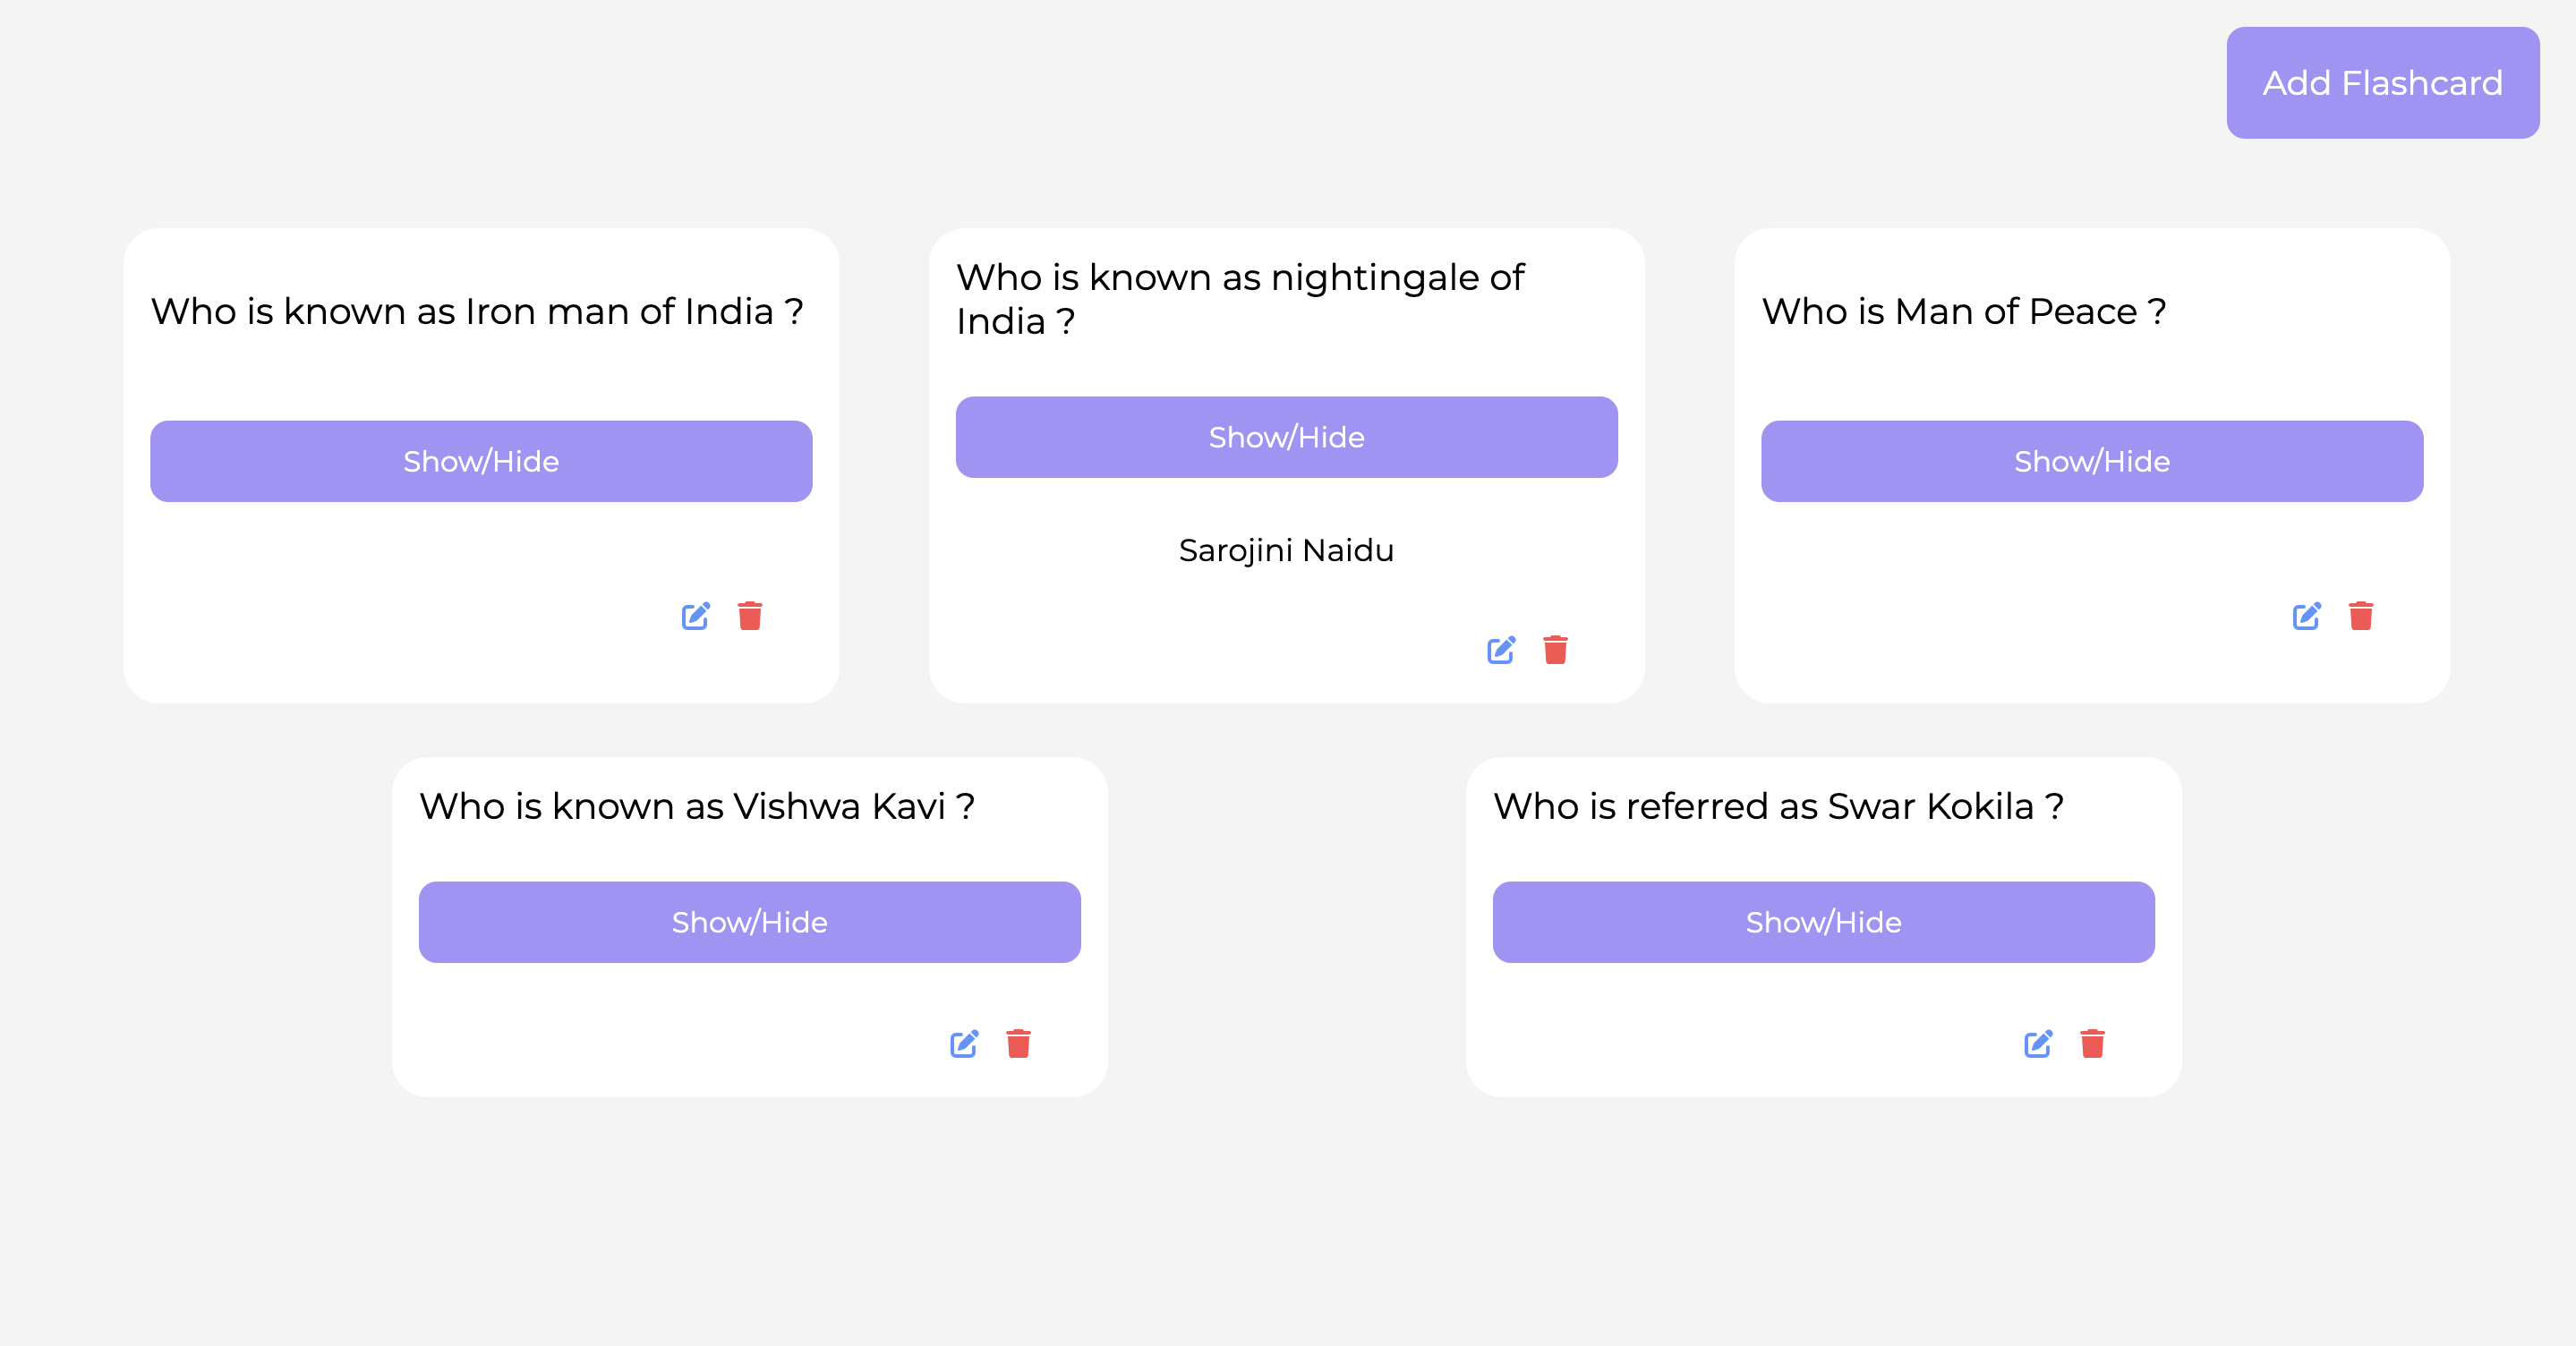 Add Flashcard
Who is known as Iron man of India ?
Show/Hide
Who is known as nightingale of
India ?
Show/Hide
Sarojini Naidu
Who is Man of Peace ?
Show/Hide
Who is known as Vishwa Kavi ?
Show/Hide
Who is referred as Swar Kokila ?
Show/Hide